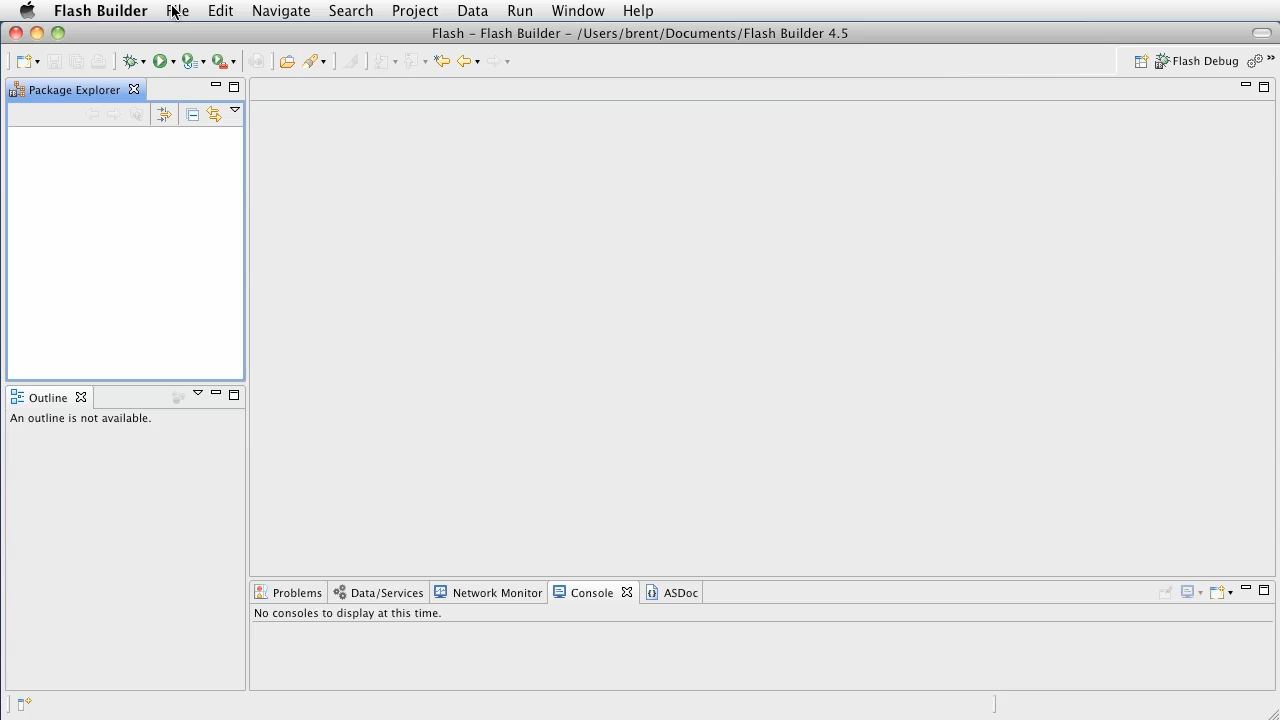 Flash Builder File Edit Navigate Search Project Data Run Window Help
Flash – Flash Builder – /Users/brent/Documents/Flash Builder 4.5
Flash Debug
Package Explorer
Outline
An outline is not available.
Problems Data/Services Network Monitor Console ASDoc
No consoles to display at this time.